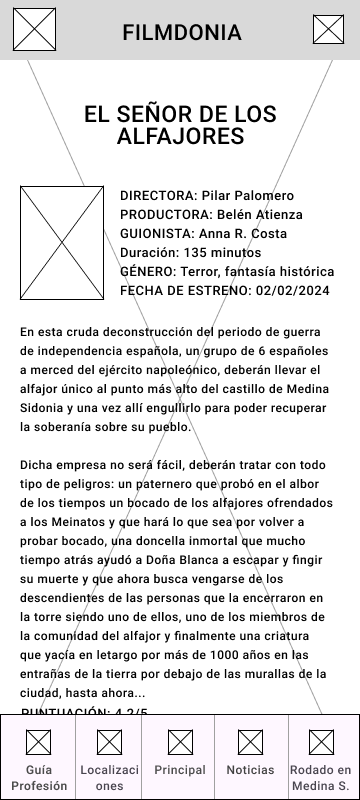 FILMDONIA
EL SEÑOR DE LOS
ALFAJORES
DIRECTORA: Pilar Palomero
PRODUCTORA: Belén Atienza
GUIONISTA: Anna R. Costa
Duración: 135 minutos
GÉNERO: Terror, fantasía histórica
FECHA DE ESTRENO: 02/02/2024
En esta cruda deconstrucción del periodo de guerra
de independencia española, un grupo de 6 españoles
a merced del ejército napoleónico, deberán llevar el
alfajor único al punto más alto del castillo de Medina
Sidonia y una vez allí engullirlo para poder recuperar
la soberanía sobre su pueblo.
Dicha empresa no será fácil, deberán tratar con todo
tipo de peligros: un paternero que probó en el albor
de los tiempos un bocado de los alfajores ofrendados
a los Meinatos y que hará lo que sea por volver a
probar bocado, una doncella inmortal que mucho
tiempo atrás ayudó a Doña Blanca a escapar y fingir
su muerte y que ahora busca vengarse de los
descendientes de las personas que la encerraron en
la torre siendo uno de ellos, uno de los miembros de
la comunidad del alfajor y finalmente una criatura
que yacía en letargo por más de 1000 años en las
entrañas de la tierra por debajo de las murallas de la
ciudad, hasta ahora...
PUNTUACIÓN: 4,2/5
Guía
Profesión
Localizaci
ones
Principal
Noticias
Rodado en
Medina S.